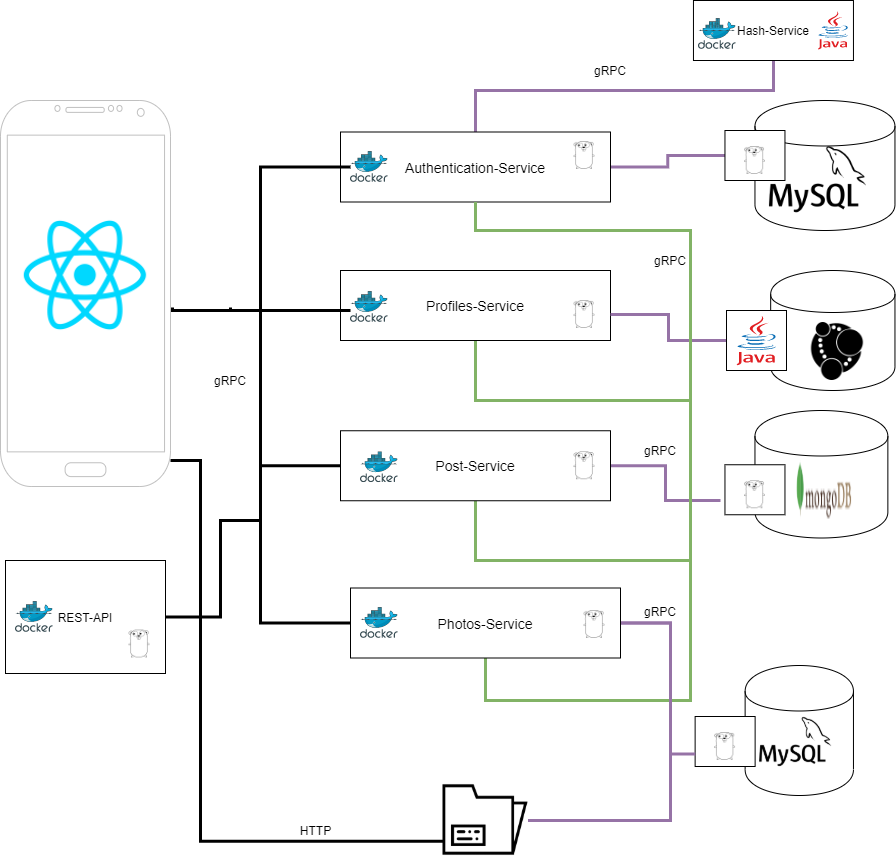 docker
Hash-Service
Java
gRPC
docker
Authentication-Service
MySQL
gRPC
docker
Profiles-Service
Java
gRPC
docker
Post-Service
gRPC
mongoDB
docker
REST-API
docker
Photos-Service
gRPC
MySQL
HTTP